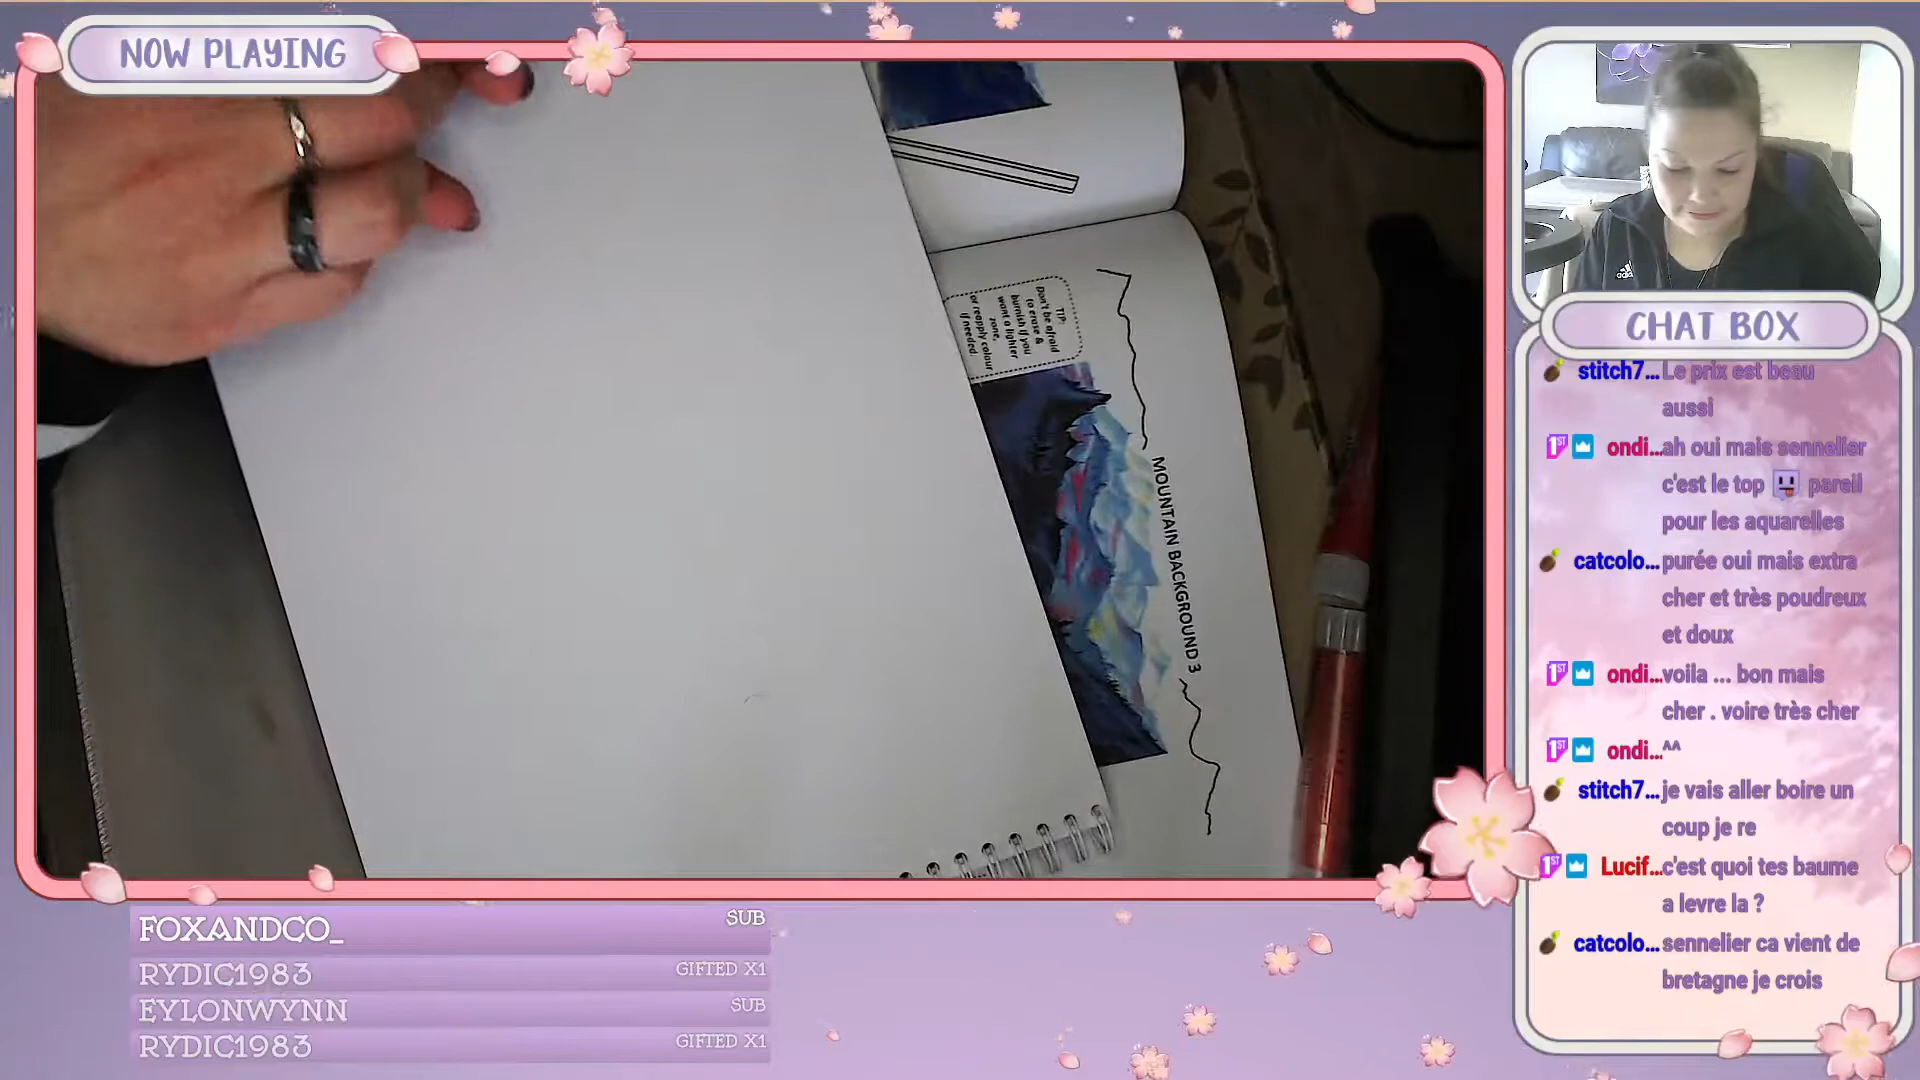 NOW PLAYING
TIP:
Don't be afraid
to erase &
burnish if you
want a lighter
zone,
or reapply colour
if needed.
MOUNTAIN BACKGROUND 3
CHAT BOX
stitch7...Le prix est beau
aussi
1ST ondi...ah oui mais sennelier
c'est le top pareil
pour les aquarelles
catcolo...purée oui mais extra
cher et très poudreux
et doux
1ST ondi...voila ... bon mais
cher . voire très cher
1ST ondi...^^
stitch7...je vais aller boire un
coup je re
1ST Lucif...c'est quoi tes baume
a levre la ?
catcolo...sennelier ca vient de
bretagne je crois
FOXANDCO_ SUB
RYDIC1983 GIFTED X1
EYLONWYNN SUB
RYDIC1983 GIFTED X1